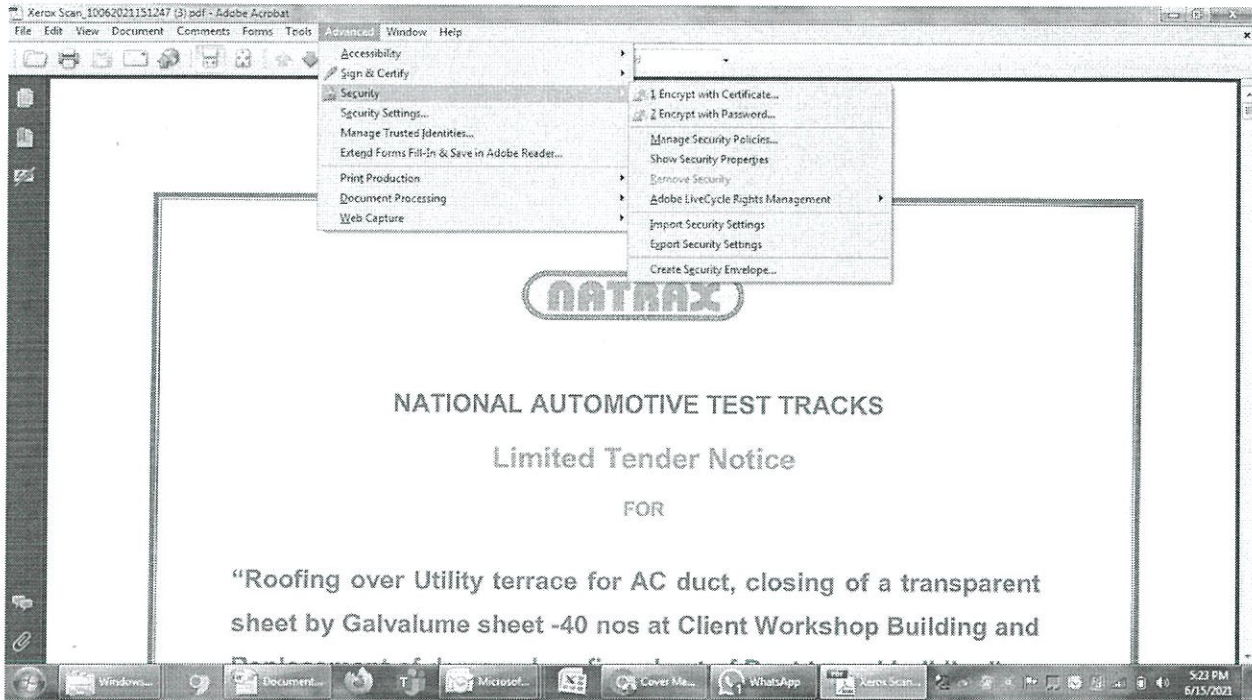 Xerox Scan_10062021151247 (3).pdf - Adobe Acrobat
File Edit View Document Comments Forms Tools Advanced Window Help
Accessibility
Sign & Certify
Security
Security Settings...
Manage Trusted Identities...
Extend Forms Fill-In & Save in Adobe Reader...
Print Production
Document Processing
Web Capture
1 Encrypt with Certificate...
2 Encrypt with Password...
Manage Security Policies...
Show Security Properties
Remove Security
Adobe LiveCycle Rights Management
Import Security Settings
Export Security Settings
Create Security Envelope...
NATRAX
NATIONAL AUTOMOTIVE TEST TRACKS
Limited Tender Notice
FOR
“Roofing over Utility terrace for AC duct, closing of a transparent
sheet by Galvalume sheet -40 nos at Client Workshop Building and
Windows... Document... Microsof... Cover Me... WhatsApp Xerox Scan... 5:23 PM
6/15/2021